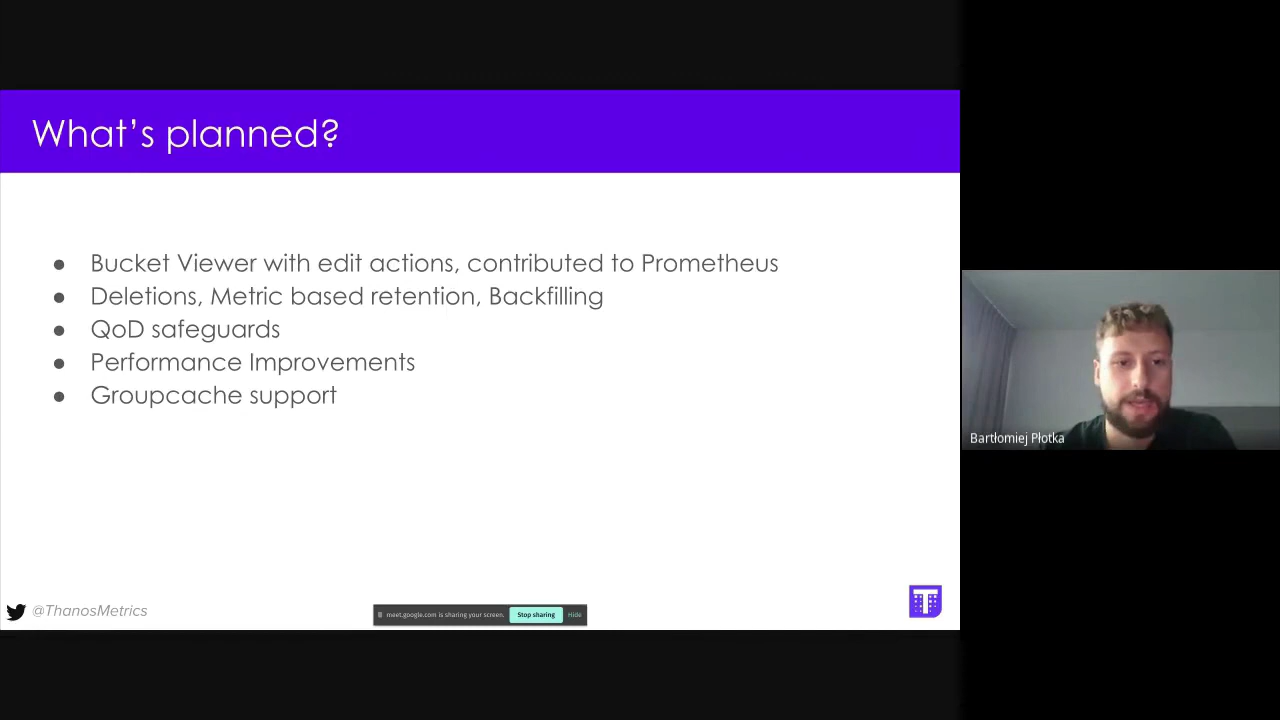 What's planned?
● Bucket Viewer with edit actions, contributed to Prometheus
● Deletions, Metric based retention, Backfilling
● QoD safeguards
● Performance Improvements
● Groupcache support
@ThanosMetrics
meet.google.com is sharing your screen. Stop sharing Hide
T
Bartłomiej Płotka